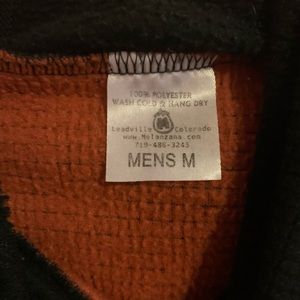 100% POLYESTER
WASH COLD & HANG DRY
Leadville Colorado
www.Melanzana.com
719-486-3245
MENS M